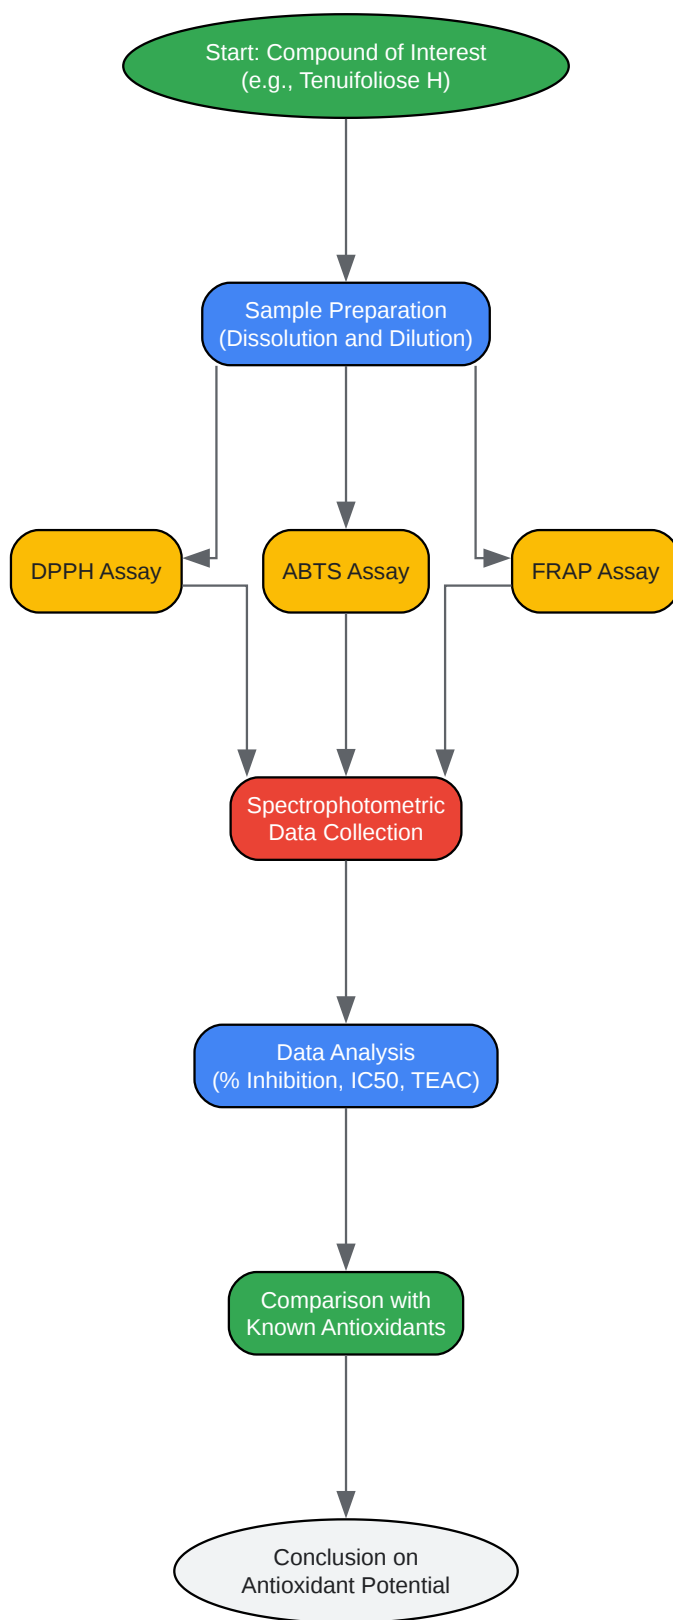 Start: Compound of Interest
(e.g., Tenuifoliose H)
Sample Preparation
(Dissolution and Dilution)
DPPH Assay
ABTS Assay
FRAP Assay
Spectrophotometric
Data Collection
Data Analysis
(% Inhibition, IC50, TEAC)
Comparison with
Known Antioxidants
Conclusion on
Antioxidant Potential